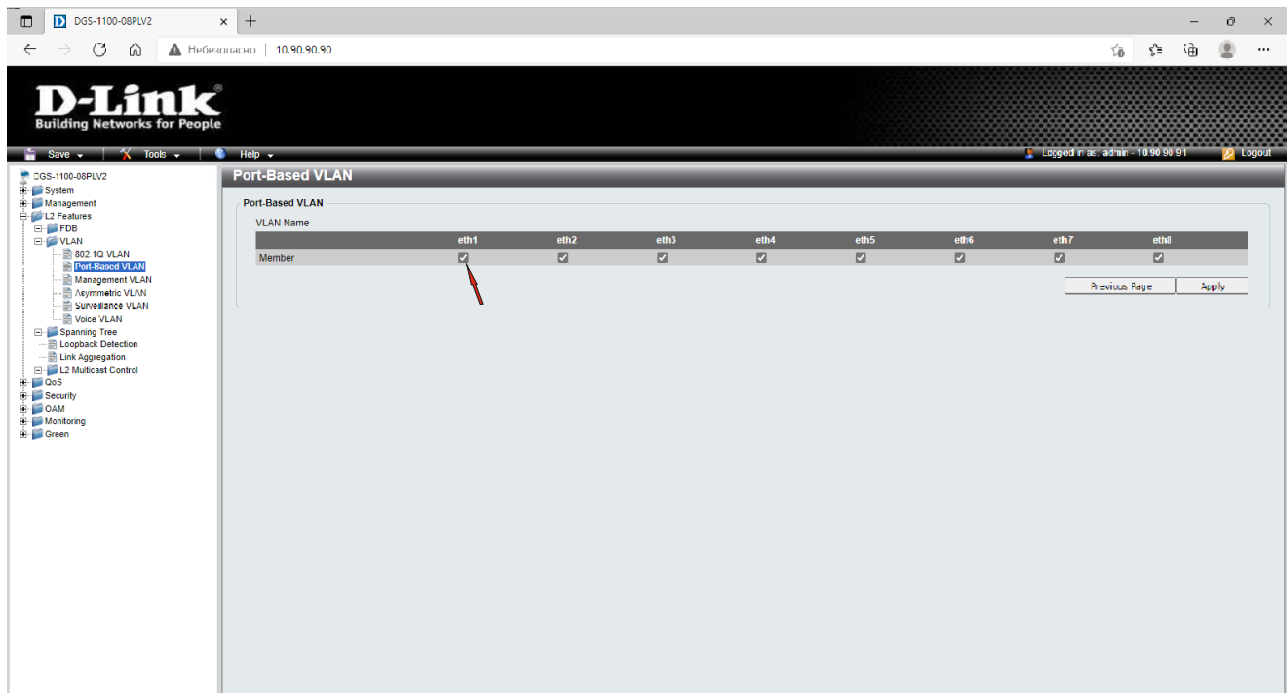 DGS-1100-08PLV2
Небезопасно | 10.90.90.90
D-Link®
Building Networks for People
Save Tools Help Logged in as: admin - 10.90.90.91 Logout
DGS-1100-08PLV2
System
Management
L2 Features
FDB
VLAN
802.1Q VLAN
Port-Based VLAN
Management VLAN
Asymmetric VLAN
Surveillance VLAN
Voice VLAN
Spanning Tree
Loopback Detection
Link Aggregation
L2 Multicast Control
QoS
Security
OAM
Monitoring
Green
Port-Based VLAN
Port-Based VLAN
VLAN Name
eth1 eth2 eth3 eth4 eth5 eth6 eth7 eth8
Member
Previous Page Apply